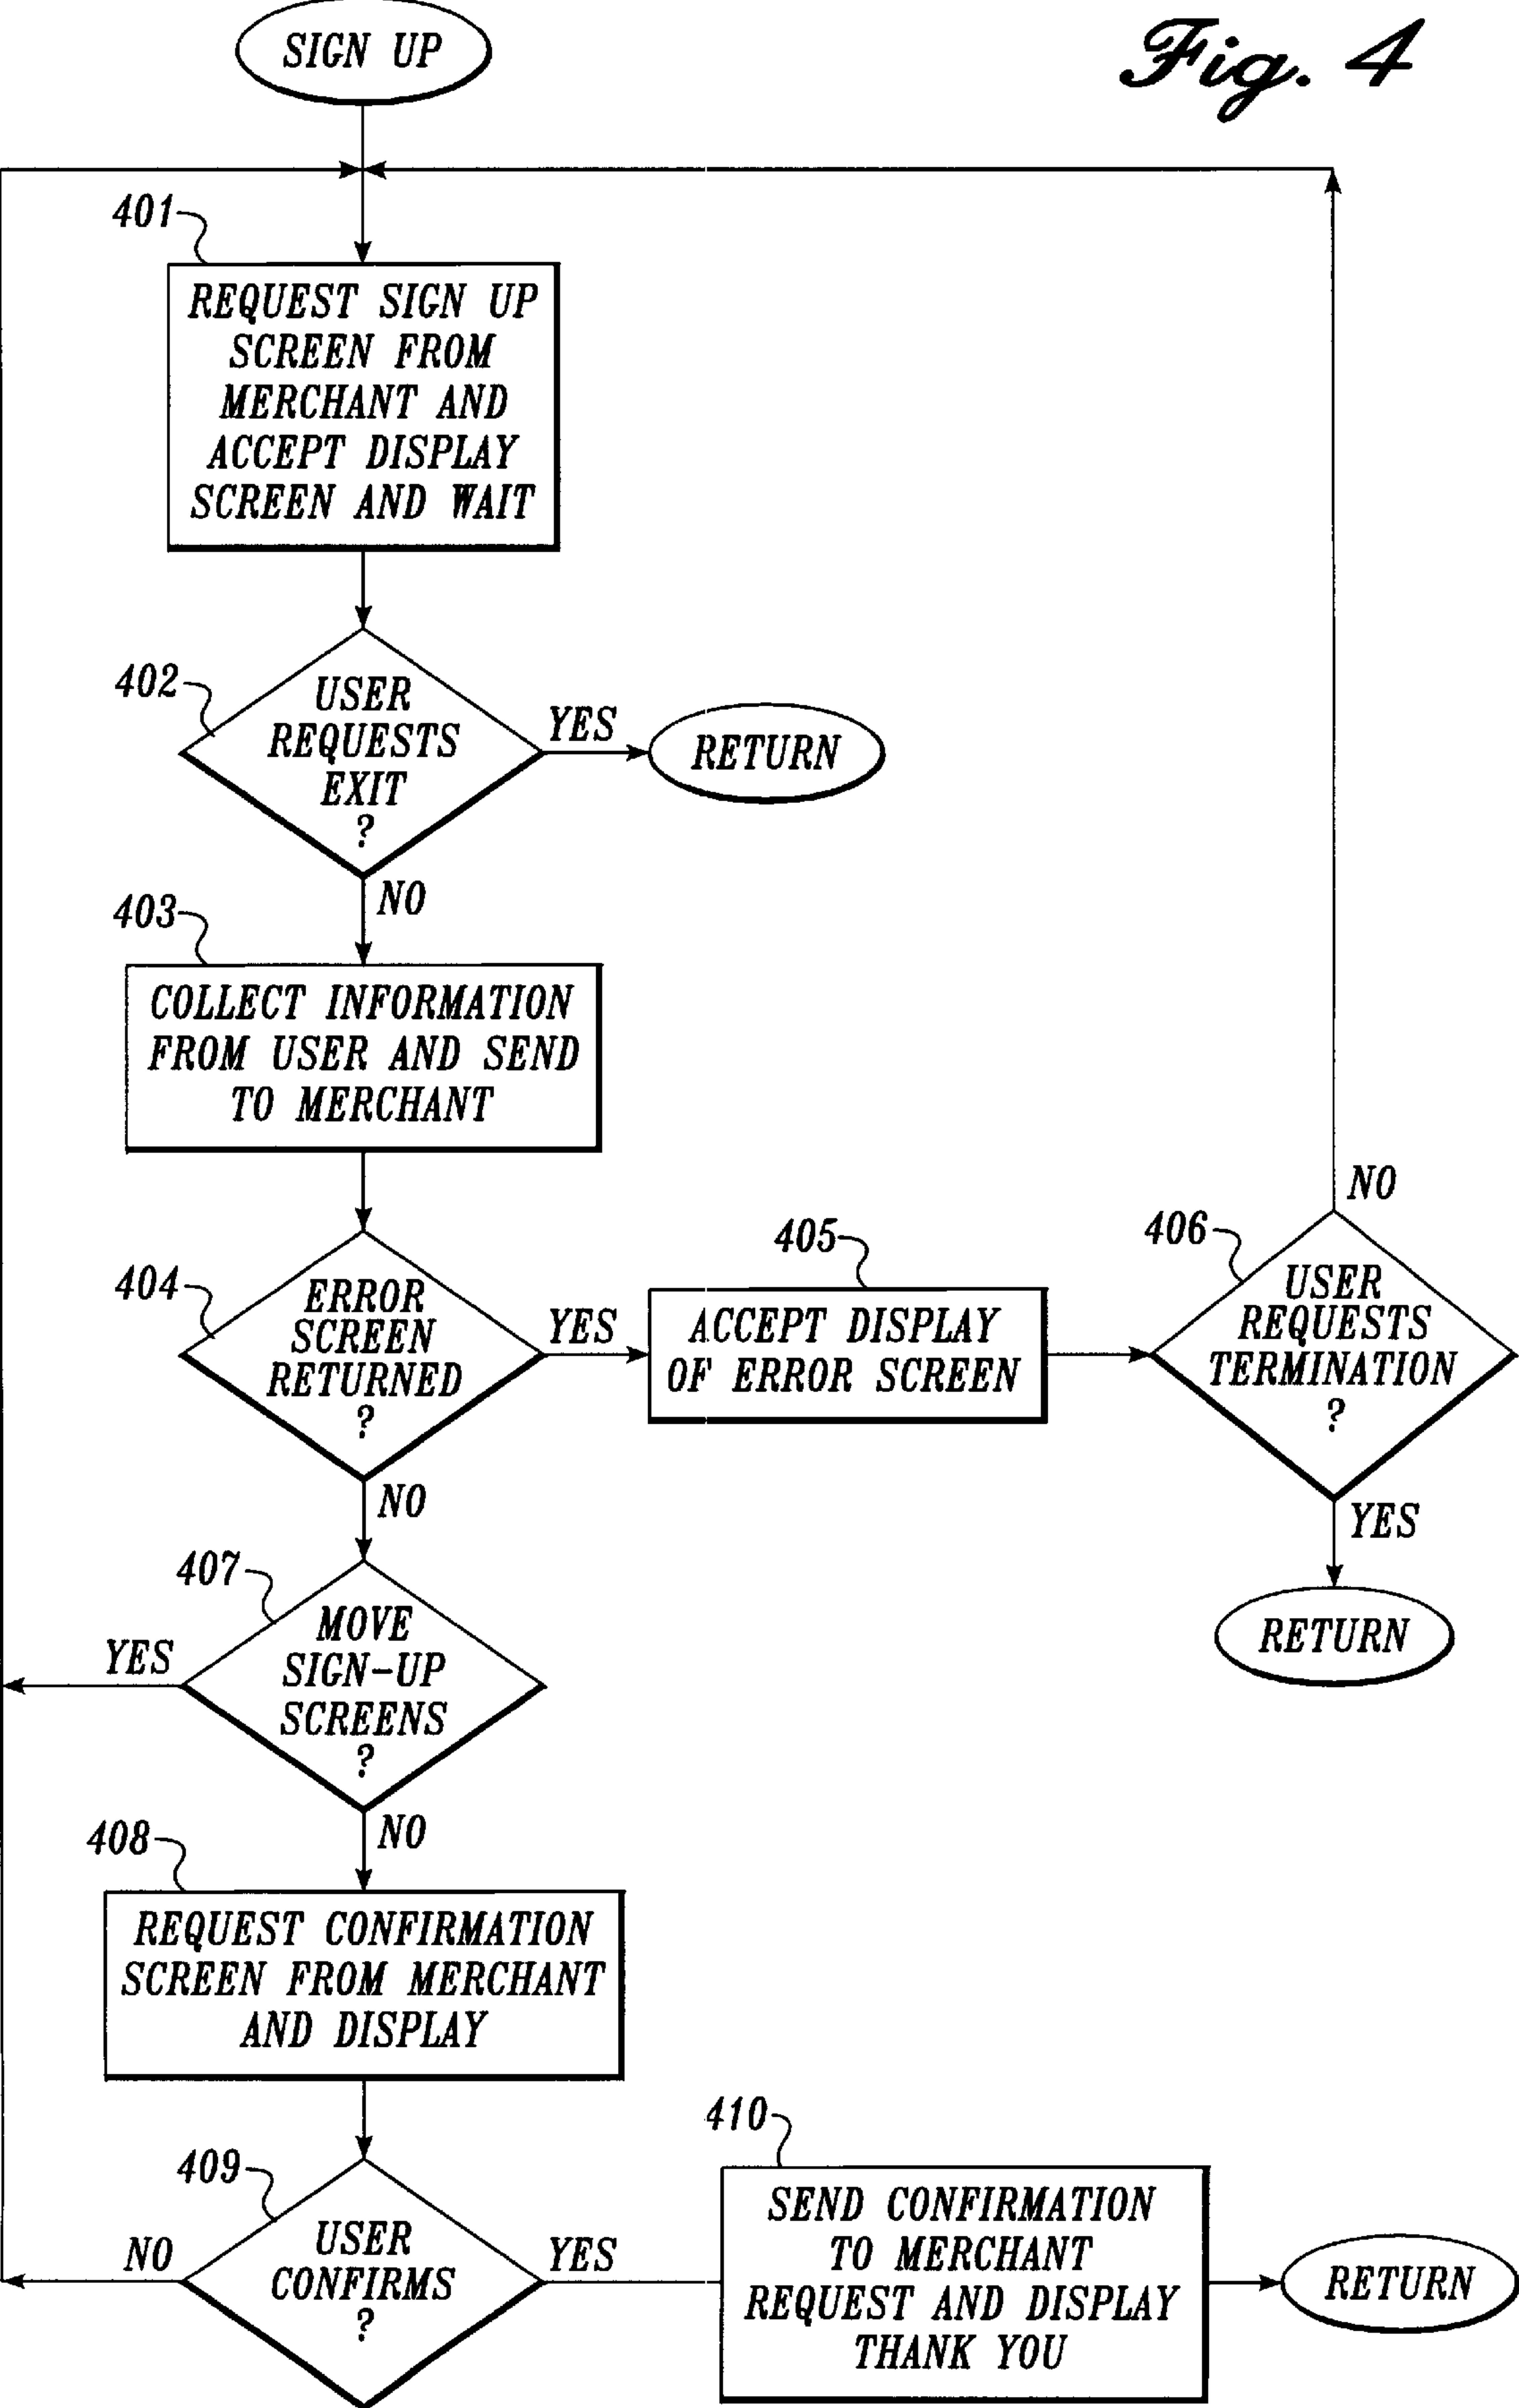 SIGN UP
Fig. 4
401
REQUEST SIGN UP
SCREEN FROM
MERCHANT AND
ACCEPT DISPLAY
SCREEN AND WAIT
402
USER
REQUESTS
EXIT
?
YES
RETURN
NO
403
COLLECT INFORMATION
FROM USER AND SEND
TO MERCHANT
404
ERROR
SCREEN
RETURNED
?
YES
405
ACCEPT DISPLAY
OF ERROR SCREEN
406
USER
REQUESTS
TERMINATION
?
NO
YES
RETURN
NO
407
MOVE
SIGN-UP
SCREENS
?
YES
NO
408
REQUEST CONFIRMATION
SCREEN FROM MERCHANT
AND DISPLAY
409
USER
CONFIRMS
?
NO
YES
410
SEND CONFIRMATION
TO MERCHANT
REQUEST AND DISPLAY
THANK YOU
RETURN